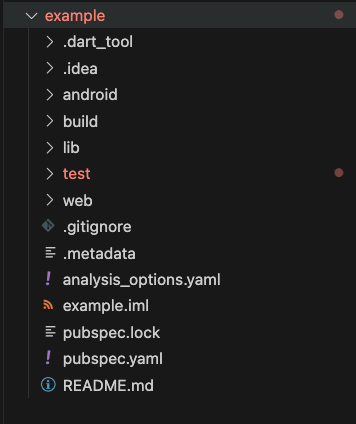 example
.dart_tool
.idea
android
build
lib
test
web
.gitignore
.metadata
analysis_options.yaml
example.iml
pubspec.lock
pubspec.yaml
README.md